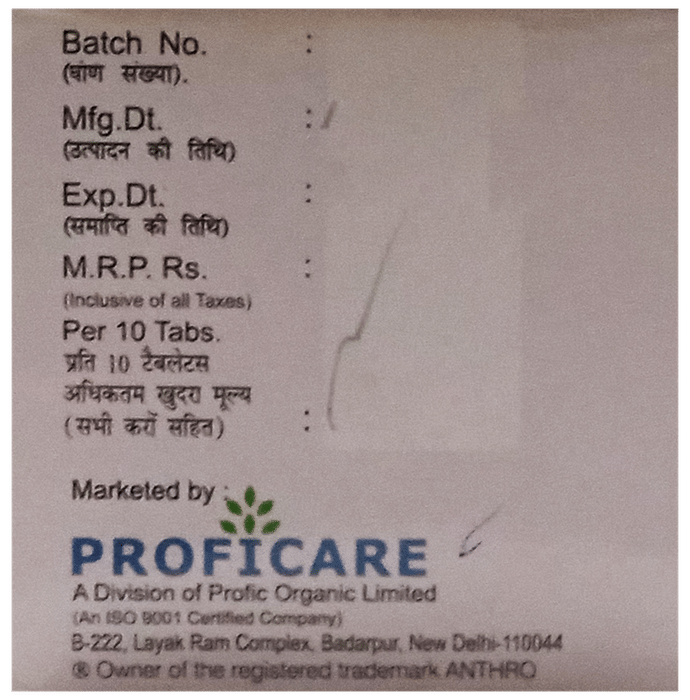 Batch No. :
(घाण संख्या).
Mfg.Dt. :
(उत्पादन की तिथि)
Exp.Dt. :
(समाप्ति की तिथि)
M.R.P. Rs. :
(Inclusive of all Taxes)
Per 10 Tabs.
प्रति 10 टैबलेटस
अधिकतम खुदरा मूल्य
(सभी करों सहित) :
Marketed by :
PROFICARE
A Division of Profic Organic Limited
(An ISO 9001 Certified Company)
B-222, Layak Ram Complex, Badarpur, New Delhi-110044
® Owner of the registered trademark ANTHRO